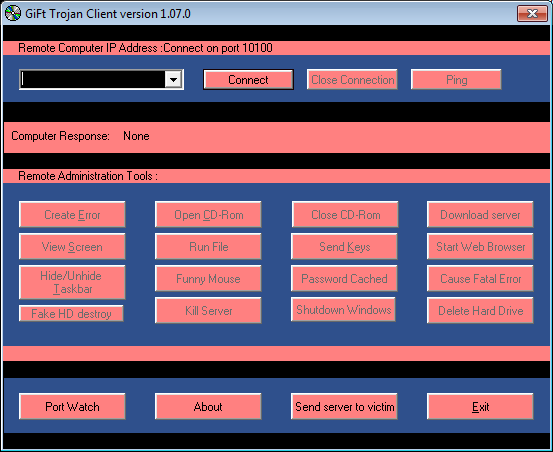 GiFt Trojan Client version 1.07.0
Remote Computer IP Address :Connect on port 10100
Connect Close Connection Ping
Computer Response: None
Remote Administration Tools :
Create Error Open CD-Rom Close CD-Rom Download server
View Screen Run File Send Keys Start Web Browser
Hide/Unhide
Taskbar Funny Mouse Password Cached Cause Fatal Error
Fake HD destroy Kill Server Shutdown Windows Delete Hard Drive
Port Watch About Send server to victim Exit